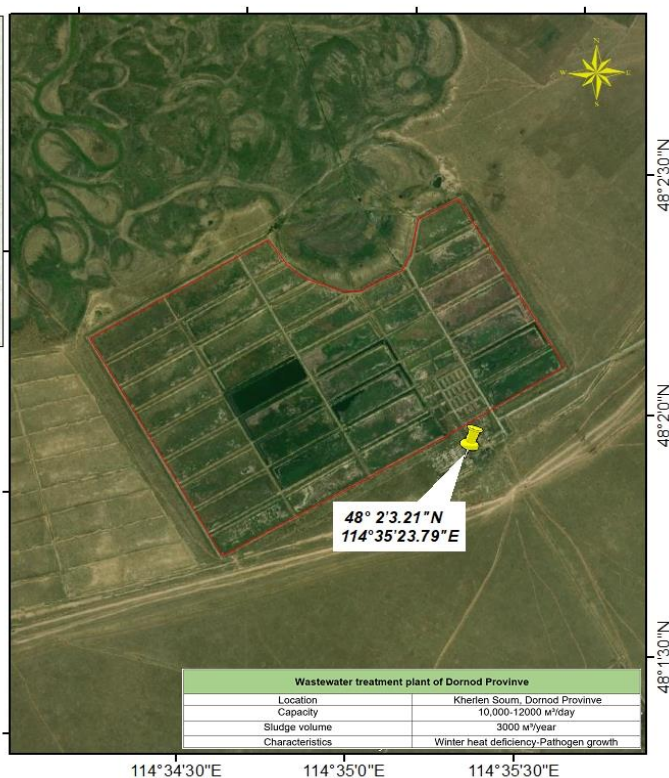 N
W
E
S
48°2'30"N
48°2'0"N
48° 2'3.21"N
114°35'23.79"E
48°1'30"N
Wastewater treatment plant of Dornod Provinve
Location Kherlen Soum, Dornod Provinve
Capacity 10,000-12000 м³/day
Sludge volume 3000 м³/year
Characteristics Winter heat deficiency-Pathogen growth
114°34'30"E 114°35'0"E 114°35'30"E